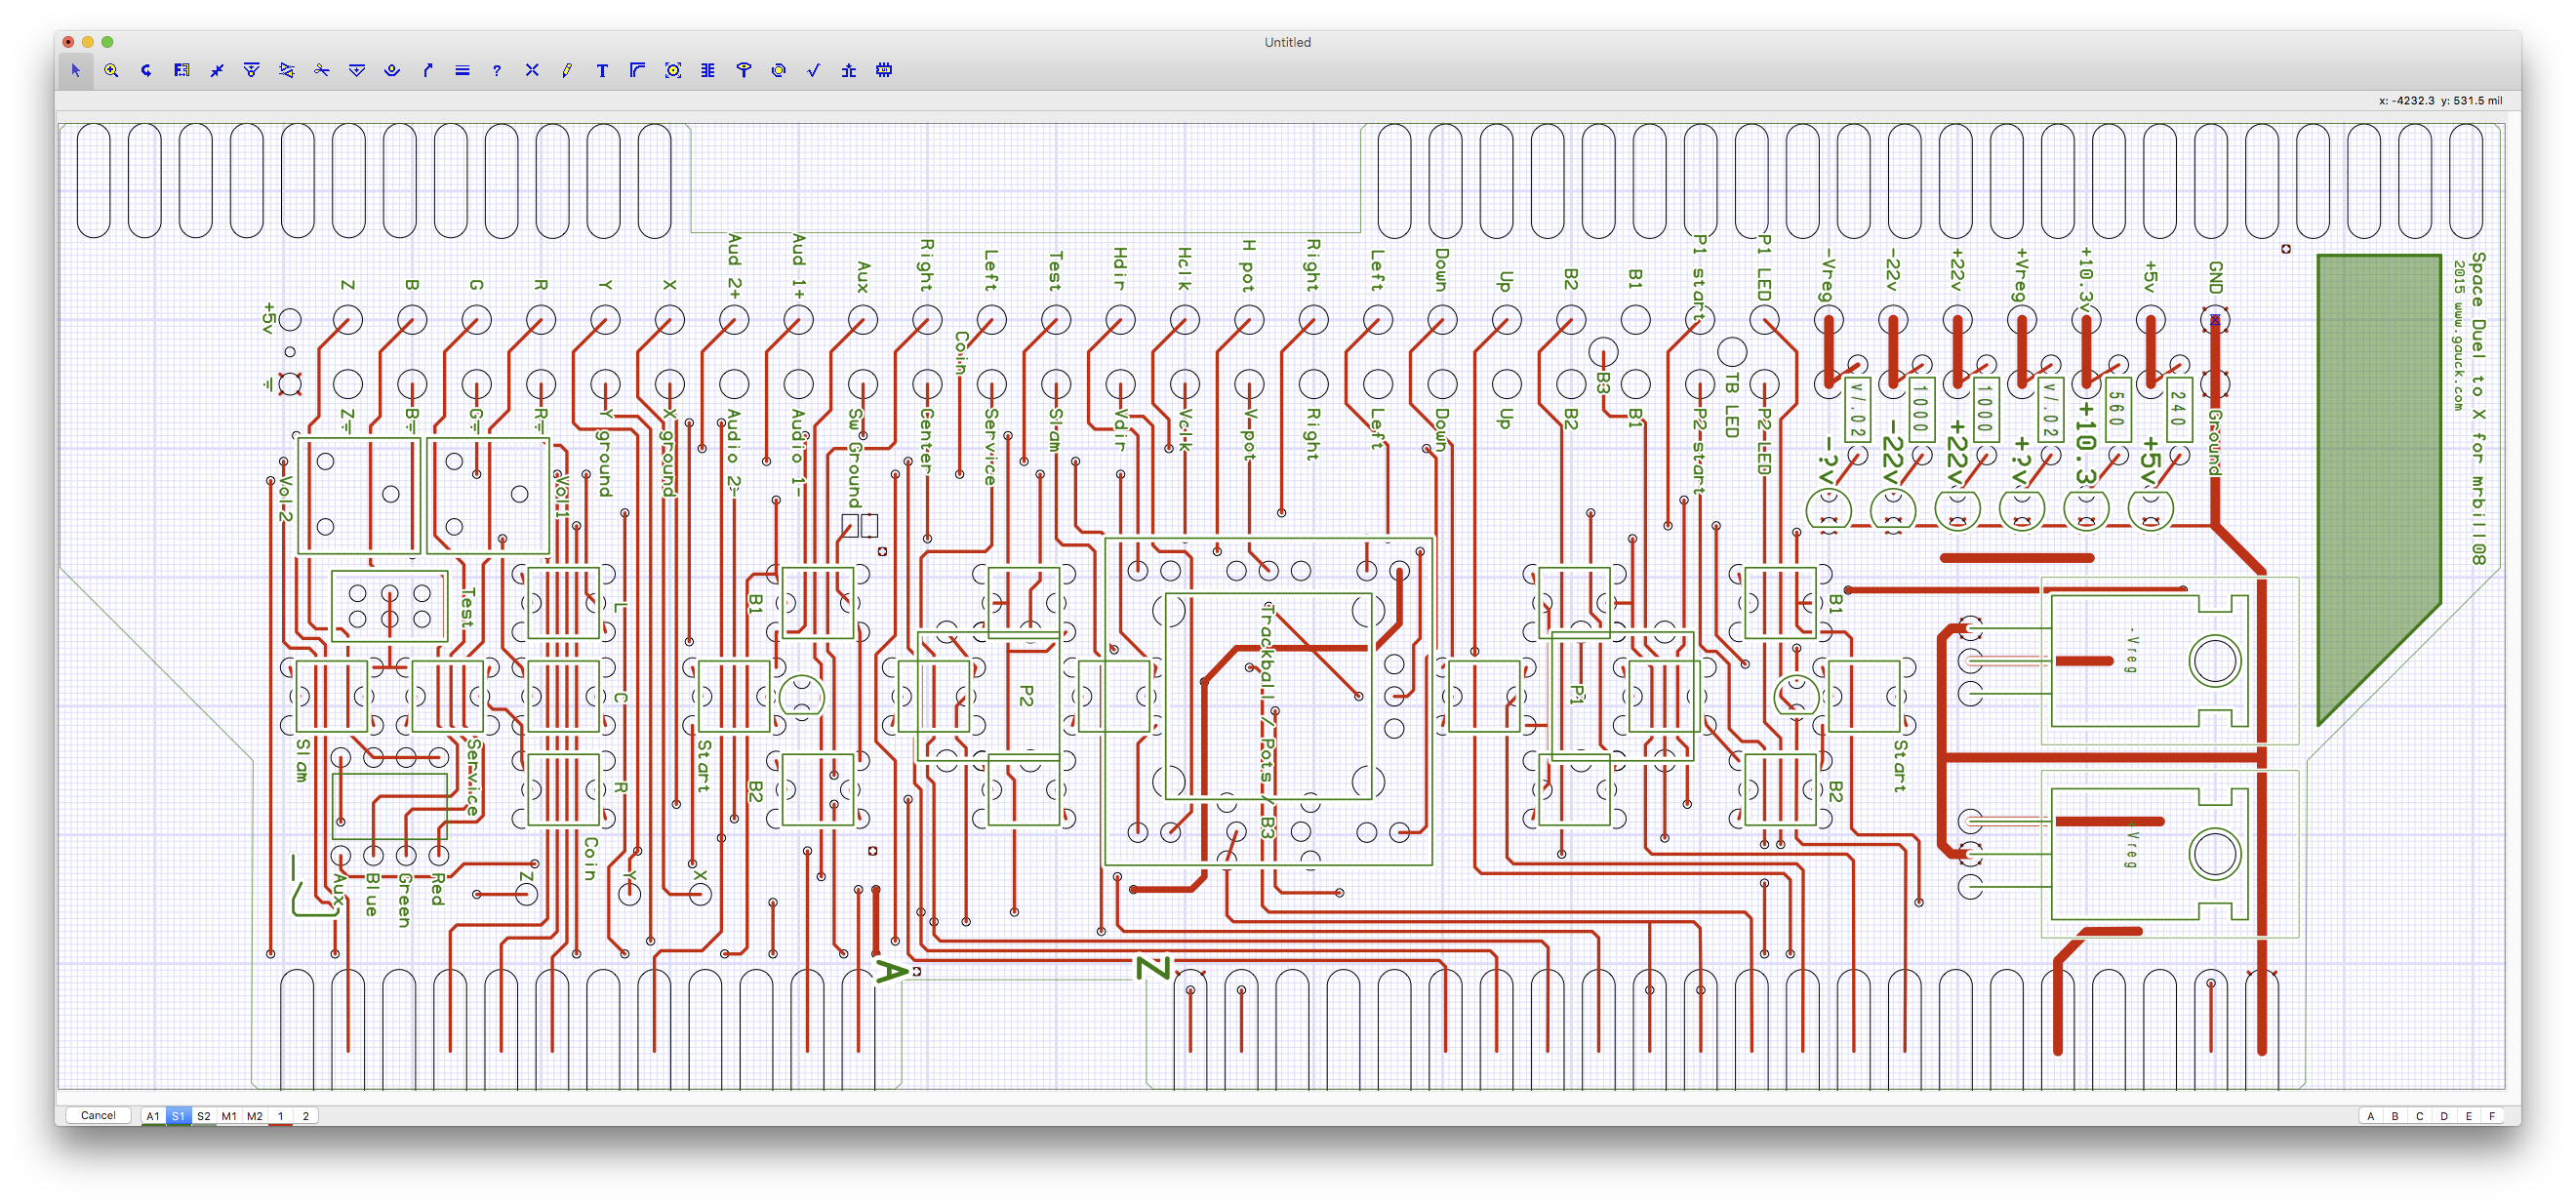 Untitled
x: -4232.3 y: 531.5 mil
Space Duel to X for mrbill08
2015 www.gauck.com
+5v
Z
B
G
R
Y
X
Aud 2+
Aud 1+
Aux
Right
Left
Test
Hdir
Hclk
H pot
Right
Left
Down
Up
B2
B1
P1 start
P1 LED
-Vreg
-22v
+22v
+Vreg
+10.3v
+5v
GND
Coin
B3
TB LED
Z
B
G
R
Y ground
X ground
Audio 2-
Audio 1-
Sw Ground
Center
Service
Slam
Vdir
Vclk
V-pot
Right
Left
Down
Up
B2
B1
P2 start
P2 LED
V/.02
1000
1000
V/.02
560
240
-?v
-22v
+22v
+?v
+10.3
+5v
Ground
Vol2
Vol1
Test
L
B1
B1
-Vreg
C
P2
Trackball / Pots / B3
P1
Slam
Service
Start
Start
R
B2
B2
+Vreg
Coin
Aux
Blue
Green
Red
Z
Y
X
A
Z
Cancel
A1 S1 S2 M1 M2 1 2
A B C D E F